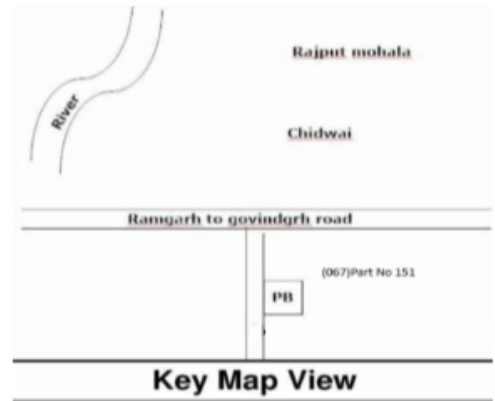 Rajput mohala
River
Chidwai
Ramgarh to govindgrh road
(067)Part No 151
PB
Key Map View